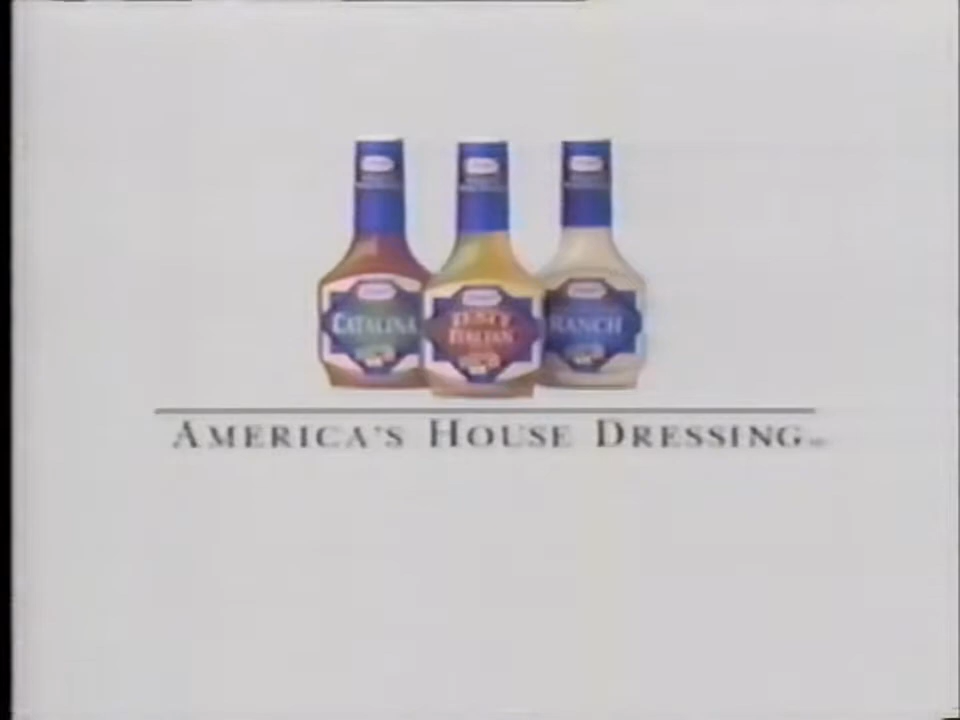 CATALINA
ZESTY
ITALIAN
RANCH
AMERICA'S HOUSE DRESSING